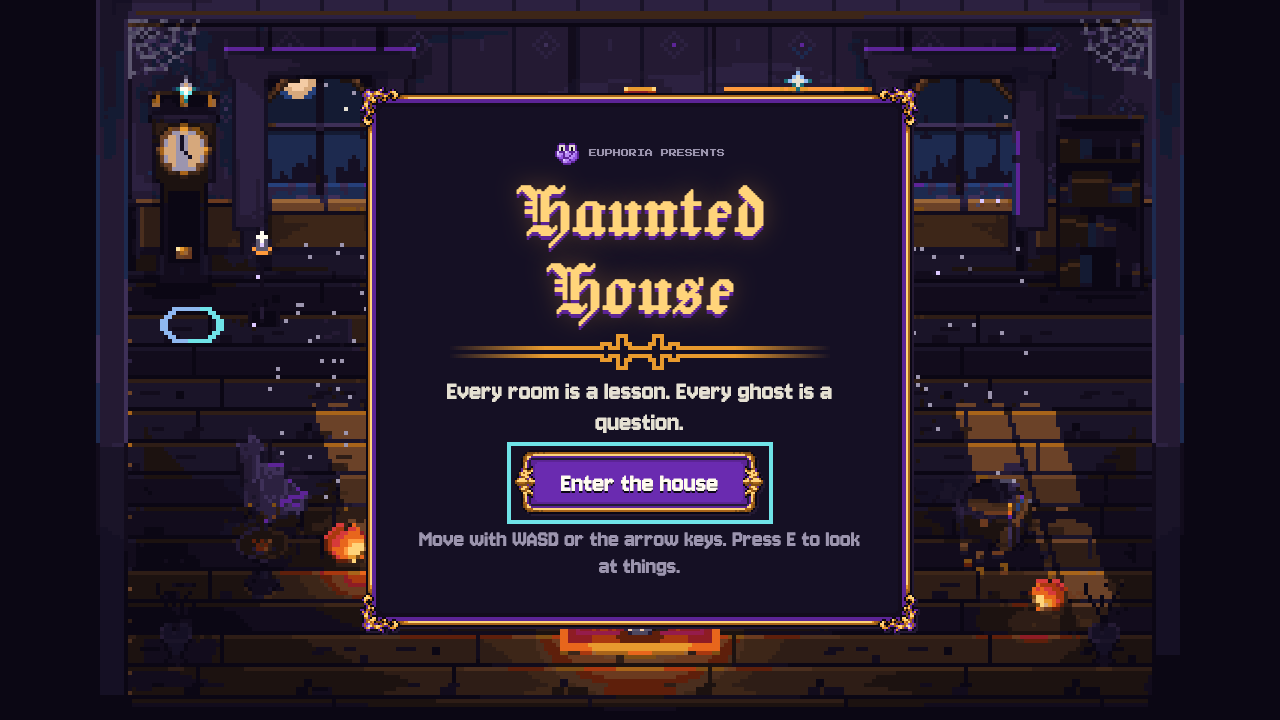 EUPHORIA PRESENTS
Haunted
House
Every room is a lesson. Every ghost is a
question.
Enter the house
Move with WASD or the arrow keys. Press E to look
at things.